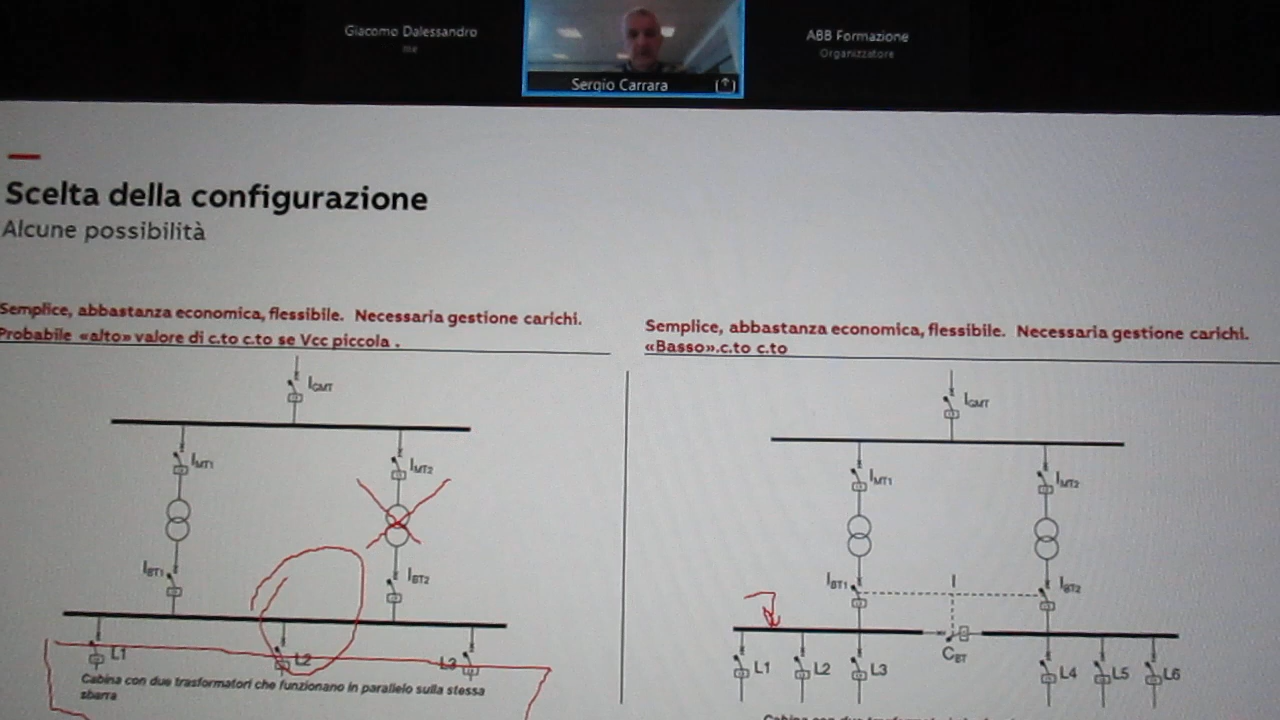 Giacomo Dalessandro
me
Sergio Carrara
ABB Formazione
Organizzatore
Scelta della configurazione
Alcune possibilità
Semplice, abbastanza economica, flessibile. Necessaria gestione carichi.
Probabile «alto» valore di c.to c.to se Vcc piccola .
IGMT
IMT1
IMT2
IBT1
IBT2
L1
L2
L3
Cabina con due trasformatori che funzionano in parallelo sulla stessa
sbarra
Semplice, abbastanza economica, flessibile. Necessaria gestione carichi.
«Basso».c.to c.to
IGMT
IMT1
IMT2
IBT1
I
IBT2
CBT
L1
L2
L3
L4
L5
L6